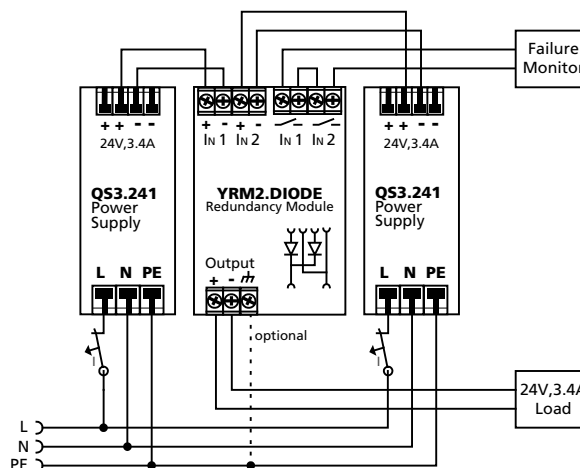 Failure
Monitor
+ + - -
24V,3.4A
QS3.241
Power
Supply
L N PE
+ - + -
IN 1 IN 2
IN 1 IN 2
YRM2.DIODE
Redundancy Module
Output
+ -
optional
+ + - -
24V,3.4A
QS3.241
Power
Supply
L N PE
24V,3.4A
Load
L
N
PE